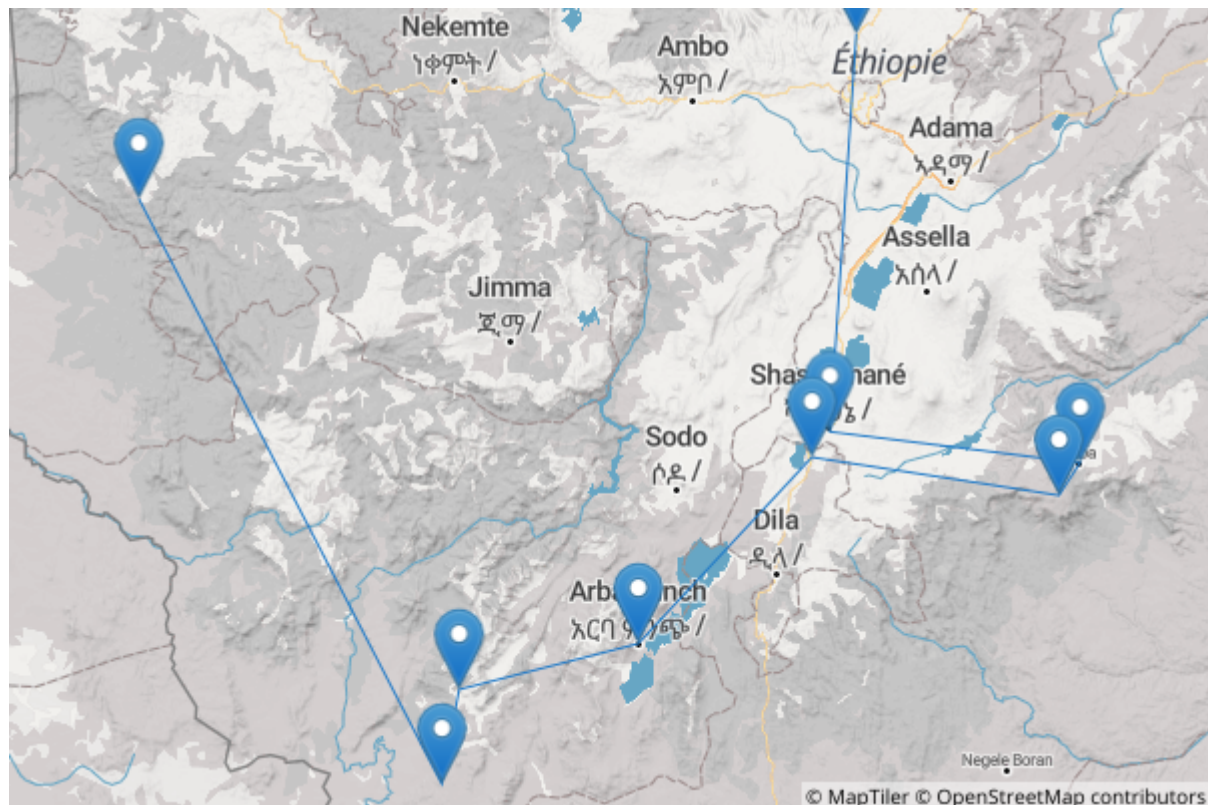 Nekemte
ነቀምት /
Ambo
አምቦ /
Éthiopie
Adama
አዳማ /
Assella
አሰላ /
Jimma
ጂማ /
Sodo
ሶዶ /
Dila
ዲላ /
Negele Boran
© MapTiler © OpenStreetMap contributors